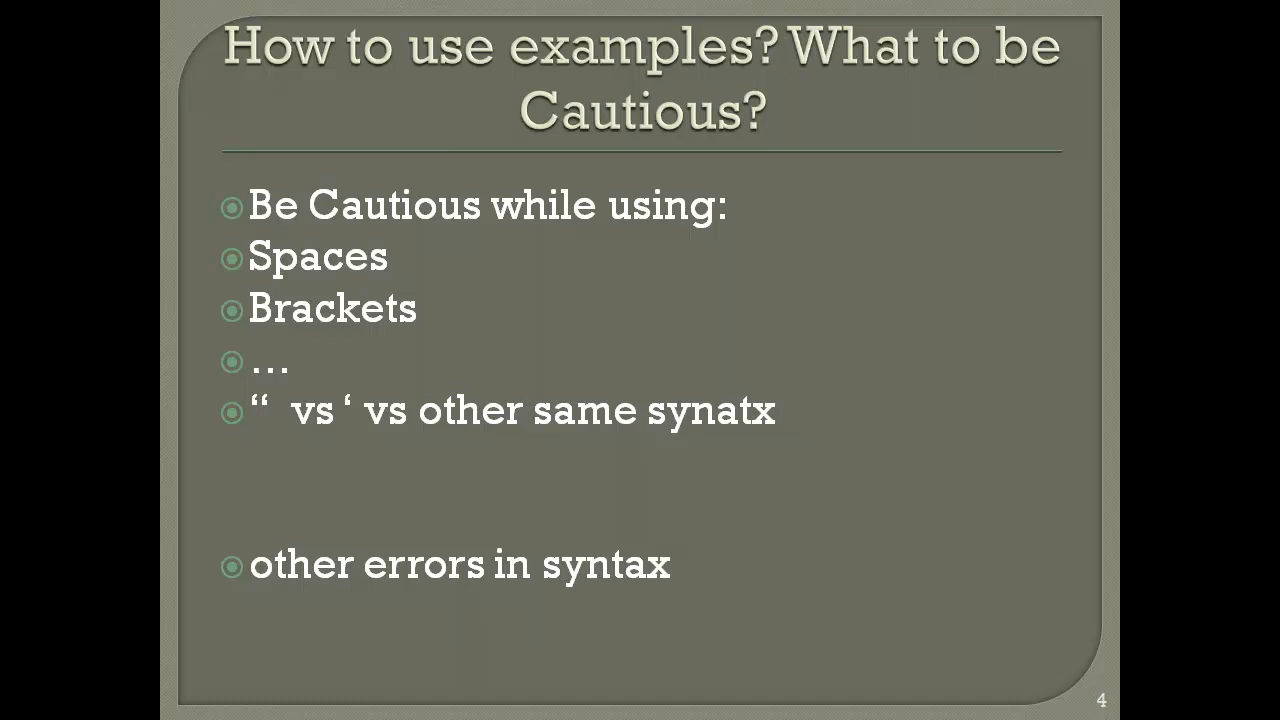 How to use examples? What to be
Cautious?
Be Cautious while using:
Spaces
Brackets
…
“  vs ‘ vs other same synatx
other errors in syntax
4